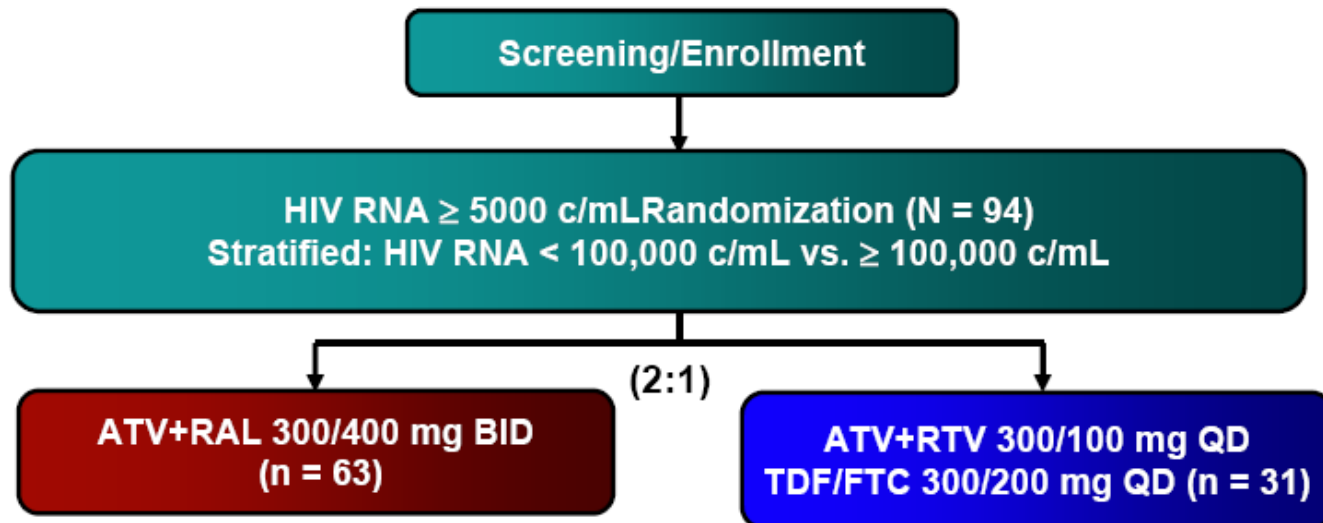 Screening/Enrollment
HIV RNA ≥ 5000 c/mLRandomization (N = 94)
Stratified: HIV RNA < 100,000 c/mL vs. ≥ 100,000 c/mL
(2:1)
ATV+RAL 300/400 mg BID
(n = 63)
ATV+RTV 300/100 mg QD
TDF/FTC 300/200 mg QD (n = 31)